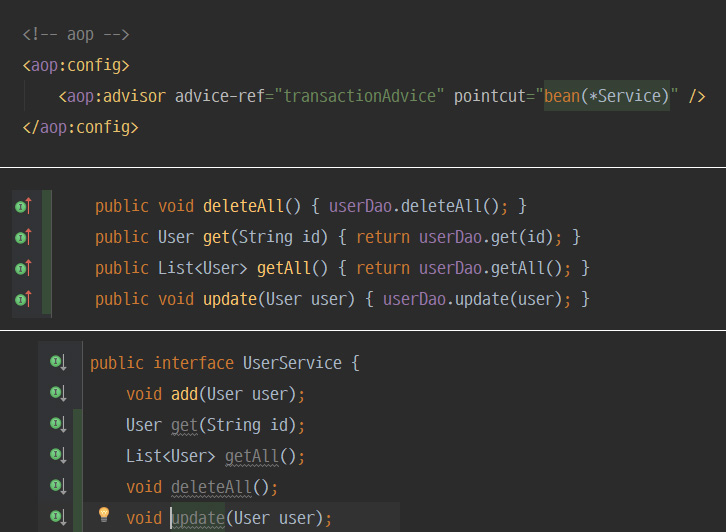 <!-- aop -->
<aop:config>
<aop:advisor advice-ref="transactionAdvice" pointcut="bean(*Service)" />
</aop:config>
public void deleteAll() { userDao.deleteAll(); }
public User get(String id) { return userDao.get(id); }
public List<User> getAll() { return userDao.getAll(); }
public void update(User user) { userDao.update(user); }
public interface UserService {
void add(User user);
User get(String id);
List<User> getAll();
void deleteAll();
void update(User user);